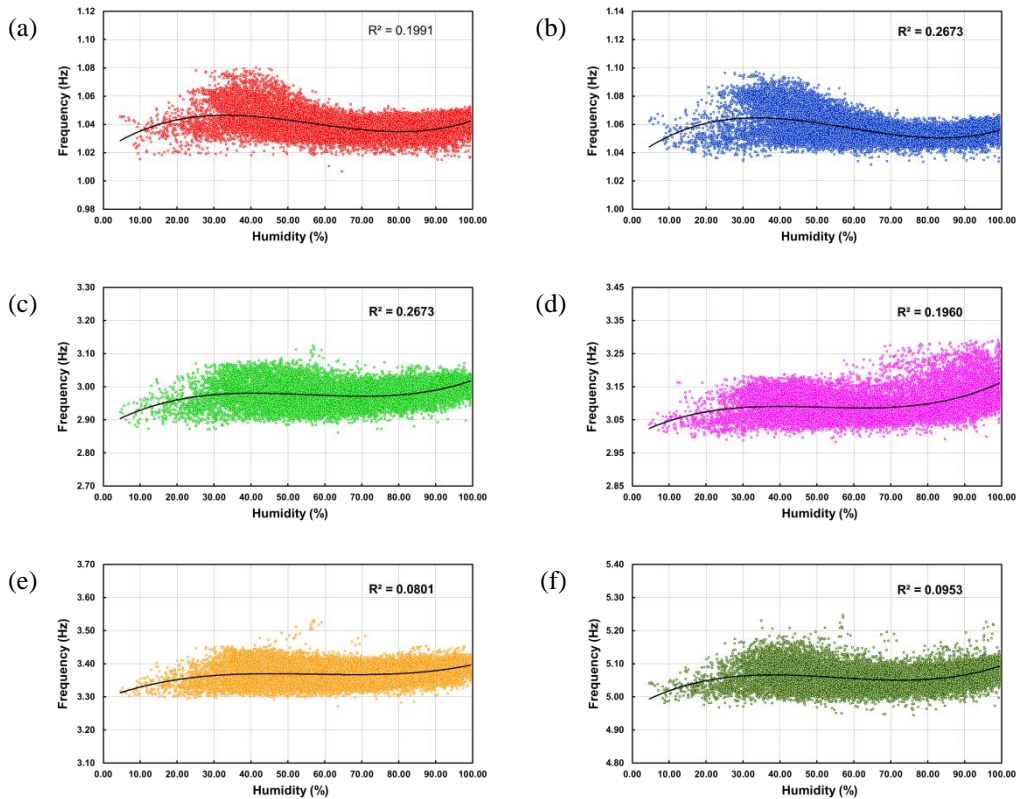 (a)
R² = 0.1991
1.12
1.10
1.08
1.06
1.04
1.02
1.00
0.98
Frequency (Hz)
0.00 10.00 20.00 30.00 40.00 50.00 60.00 70.00 80.00 90.00 100.00
Humidity (%)
(b)
R² = 0.2673
1.14
1.12
1.10
1.08
1.06
1.04
1.02
1.00
Frequency (Hz)
0.00 10.00 20.00 30.00 40.00 50.00 60.00 70.00 80.00 90.00 100.00
Humidity (%)
(c)
R² = 0.2673
3.30
3.20
3.10
3.00
2.90
2.80
2.70
Frequency (Hz)
0.00 10.00 20.00 30.00 40.00 50.00 60.00 70.00 80.00 90.00 100.00
Humidity (%)
(d)
R² = 0.1960
3.45
3.35
3.25
3.15
3.05
2.95
2.85
Frequency (Hz)
0.00 10.00 20.00 30.00 40.00 50.00 60.00 70.00 80.00 90.00 100.00
Humidity (%)
(e)
R² = 0.0801
3.70
3.60
3.50
3.40
3.30
3.20
3.10
Frequency (Hz)
0.00 10.00 20.00 30.00 40.00 50.00 60.00 70.00 80.00 90.00 100.00
Humidity (%)
(f)
R² = 0.0953
5.40
5.30
5.20
5.10
5.00
4.90
4.80
Frequency (Hz)
0.00 10.00 20.00 30.00 40.00 50.00 60.00 70.00 80.00 90.00 100.00
Humidity (%)